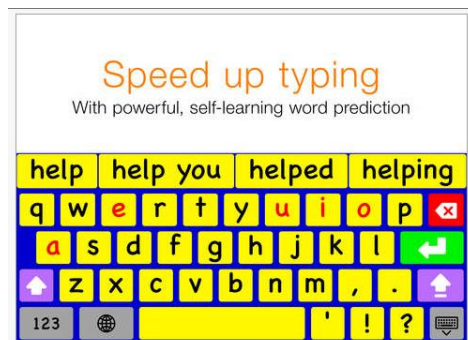 Speed up typing
With powerful, self-learning word prediction
help help you helped helping
q w e r t y u i o p
a s d f g h j k l
z x c v b n m , .
123 ' ! ?